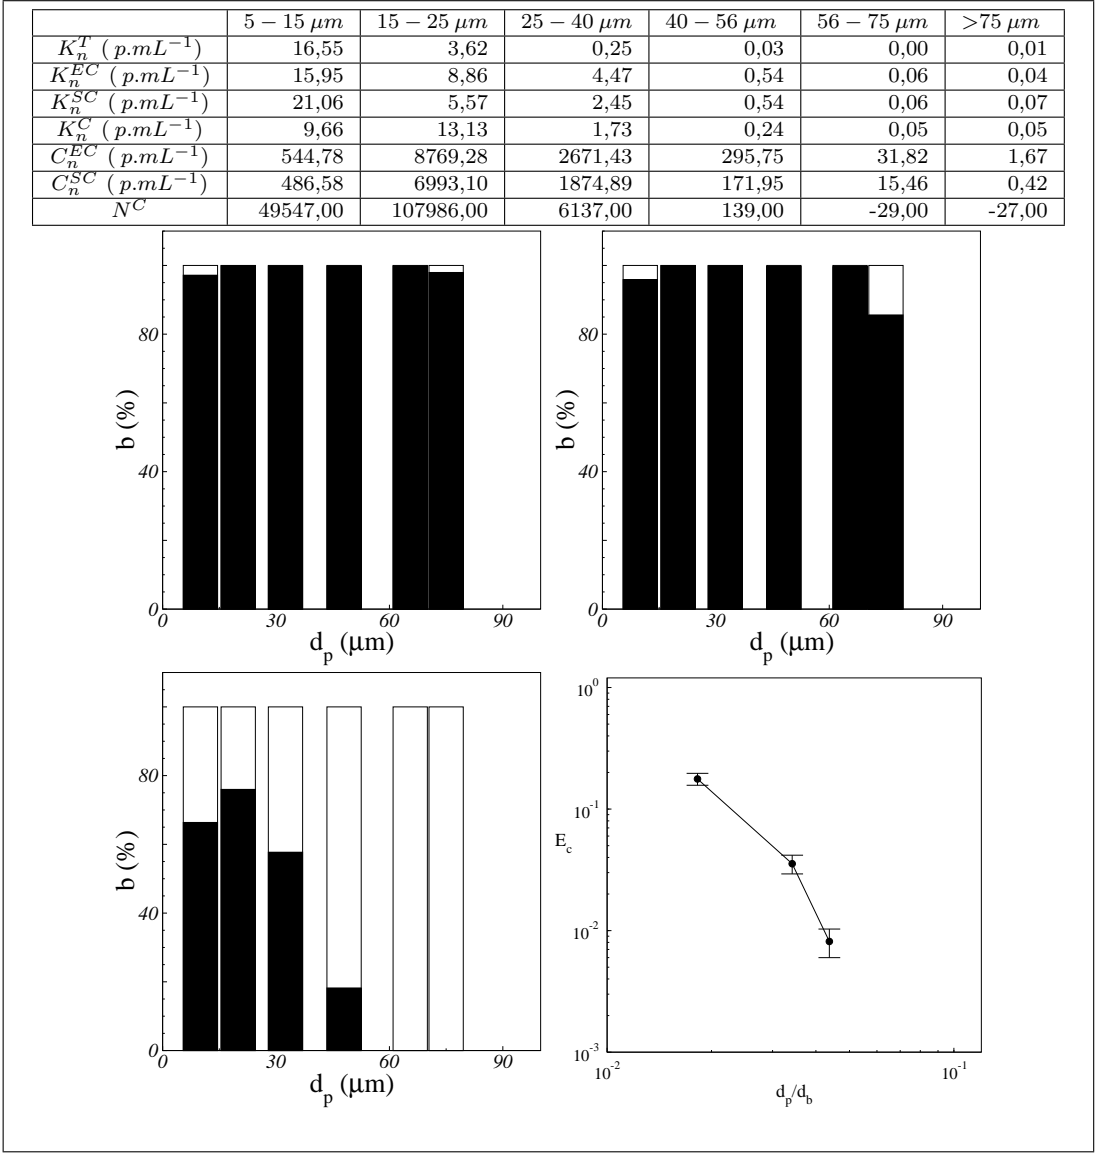 5 − 15 μm 15 − 25 μm 25 − 40 μm 40 − 56 μm 56 − 75 μm >75 μm
K_n^T ( p.mL^{−1}) 16,55 3,62 0,25 0,03 0,00 0,01
K_n^{EC} ( p.mL^{−1}) 15,95 8,86 4,47 0,54 0,06 0,04
K_n^{SC} ( p.mL^{−1}) 21,06 5,57 2,45 0,54 0,06 0,07
K_n^C ( p.mL^{−1}) 9,66 13,13 1,73 0,24 0,05 0,05
C_n^{EC} ( p.mL^{−1}) 544,78 8769,28 2671,43 295,75 31,82 1,67
C_n^{SC} ( p.mL^{−1}) 486,58 6993,10 1874,89 171,95 15,46 0,42
N^C 49547,00 107986,00 6137,00 139,00 -29,00 -27,00
80
40
0
b (%)
0 30 60 90
d_p (μm)
80
40
0
b (%)
0 30 60 90
d_p (μm)
80
40
0
b (%)
0 30 60 90
d_p (μm)
10^0
10^{-1}
E_c
10^{-2}
10^{-3}
10^{-2} 10^{-1}
d_p/d_b